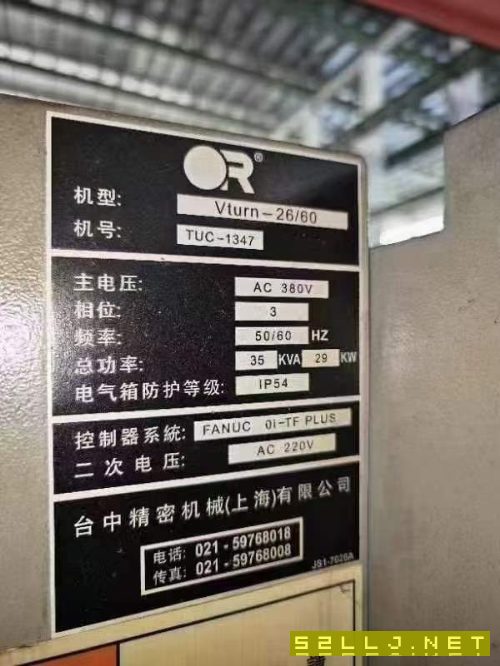 OR®
机型: Vturn-26/60
机号: TUC-1347
主电压: AC 380V
相位: 3
频率: 50/60 HZ
总功率: 35 KVA 29 KW
电气箱防护等级: IP54
控制器系統: FANUC 0i-TF PLUS
二次电压: AC 220V
台中精密机械(上海)有限公司
电话: 021-59768018
传真: 021-59768008
JS1-7026A
52LLJ.NET